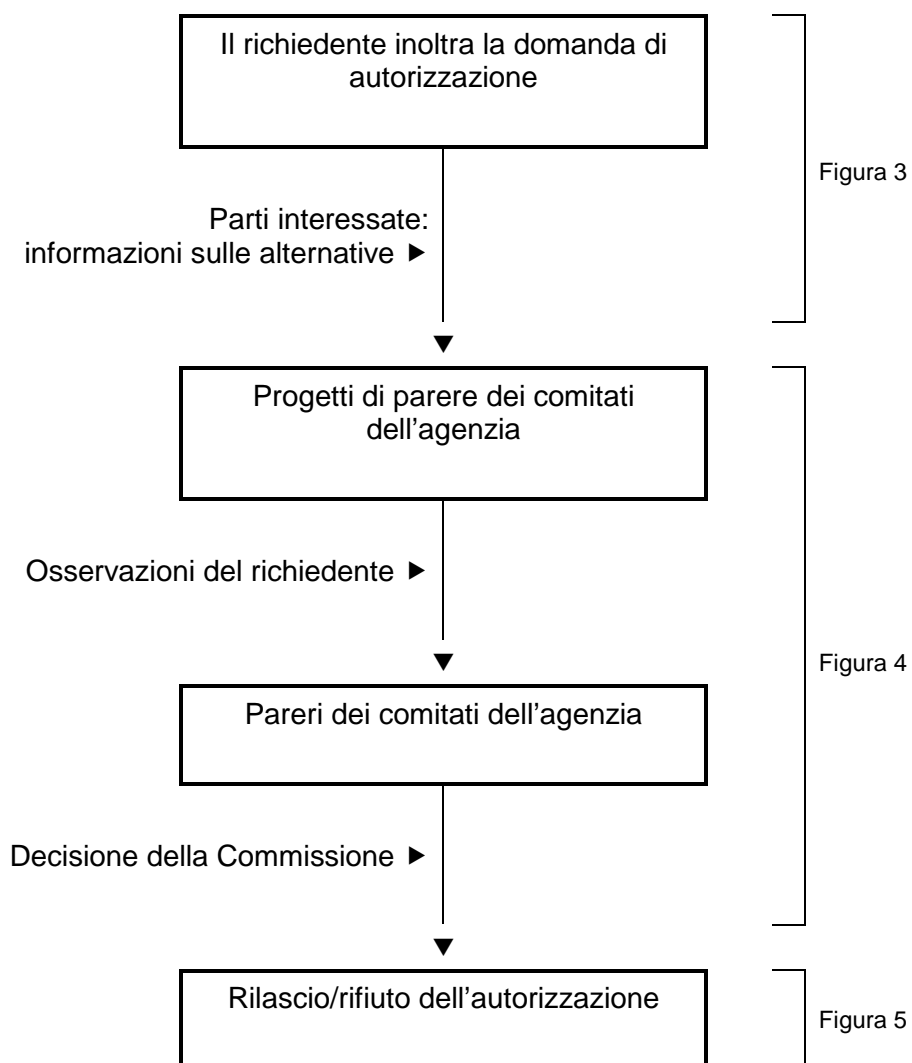 Il richiedente inoltra la domanda di
autorizzazione
Figura 3
Parti interessate:
informazioni sulle alternative ►
Progetti di parere dei comitati
dell'agenzia
Osservazioni del richiedente ►
Figura 4
Pareri dei comitati dell'agenzia
Decisione della Commissione ►
Rilascio/rifiuto dell'autorizzazione
Figura 5